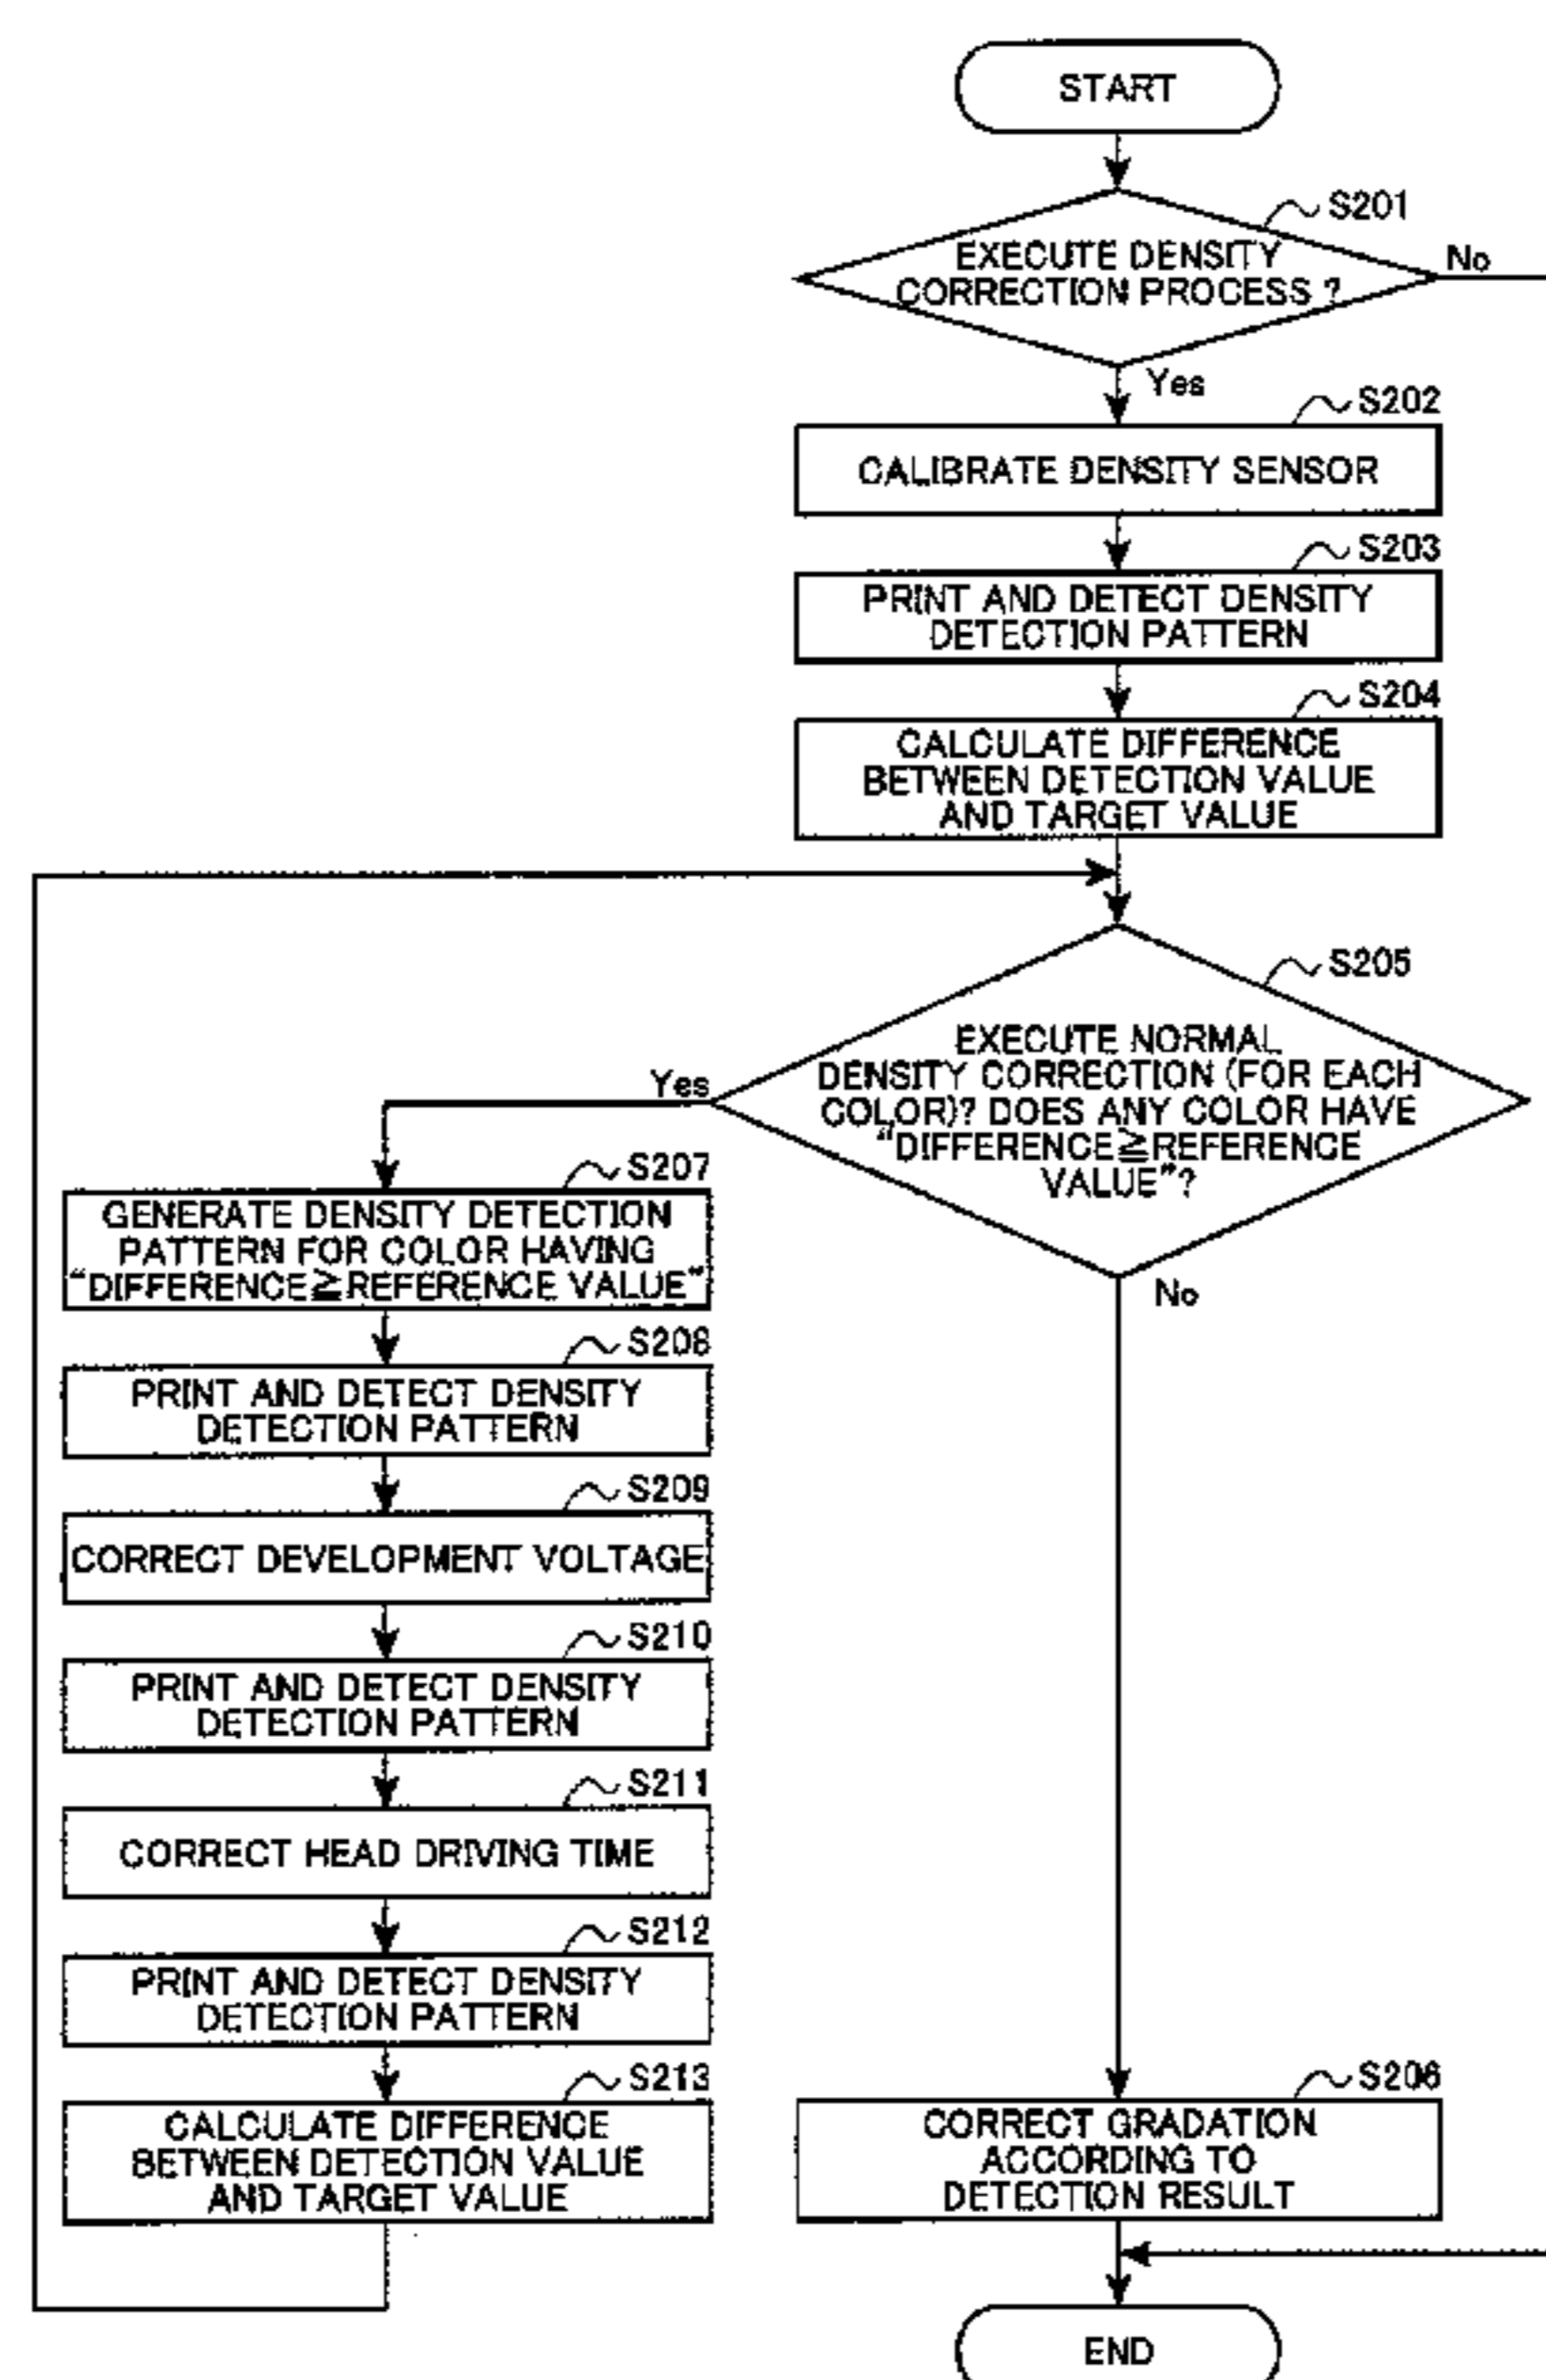 START
S201
EXECUTE DENSITY
CORRECTION PROCESS ?
No
Yes
S202
CALIBRATE DENSITY SENSOR
S203
PRINT AND DETECT DENSITY
DETECTION PATTERN
S204
CALCULATE DIFFERENCE
BETWEEN DETECTION VALUE
AND TARGET VALUE
S205
EXECUTE NORMAL
DENSITY CORRECTION (FOR EACH
COLOR)? DOES ANY COLOR HAVE
“DIFFERENCE≧REFERENCE
VALUE”?
Yes
No
S207
GENERATE DENSITY DETECTION
PATTERN FOR COLOR HAVING
“DIFFERENCE≧REFERENCE VALUE”
S208
PRINT AND DETECT DENSITY
DETECTION PATTERN
S209
CORRECT DEVELOPMENT VOLTAGE
S210
PRINT AND DETECT DENSITY
DETECTION PATTERN
S211
CORRECT HEAD DRIVING TIME
S212
PRINT AND DETECT DENSITY
DETECTION PATTERN
S213
CALCULATE DIFFERENCE
BETWEEN DETECTION VALUE
AND TARGET VALUE
S206
CORRECT GRADATION
ACCORDING TO
DETECTION RESULT
END